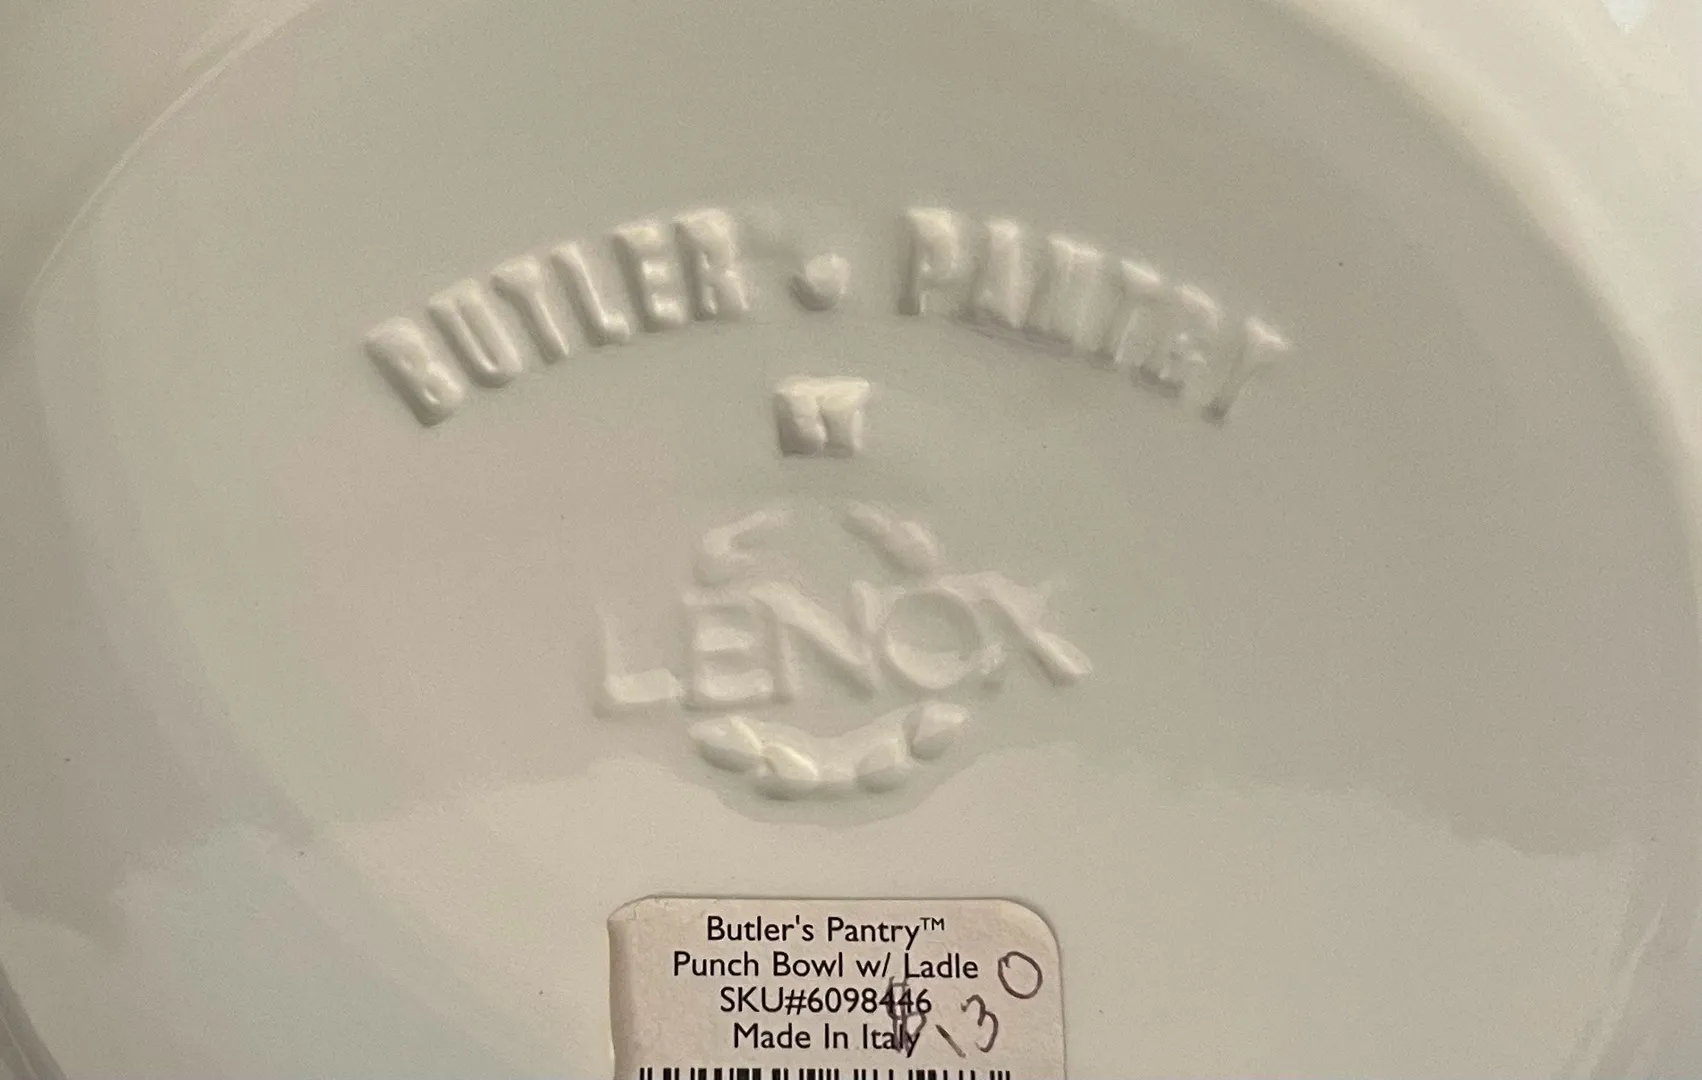 BUTLER'S PANTRY
BY
LENOX
Butler's Pantry™
Punch Bowl w/ Ladle
SKU#6098446
Made In Italy
$130